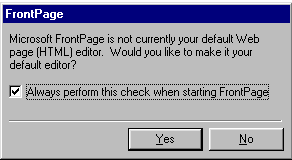 FrontPage
Microsoft FrontPage is not currently your default Web
page (HTML) editor.  Would you like to make it your
default editor?
Always perform this check when starting FrontPage
Yes
No